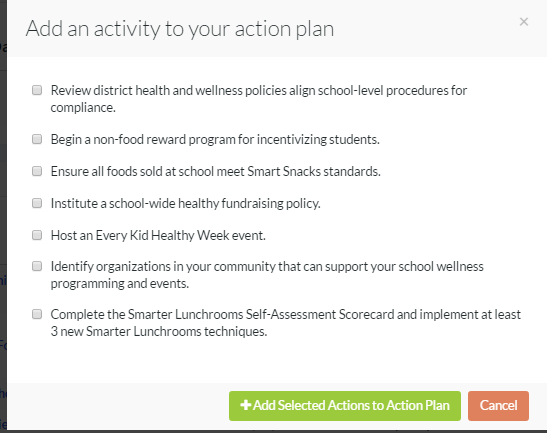 Add an activity to your action plan
×
Review district health and wellness policies align school-level procedures for
compliance.
Begin a non-food reward program for incentivizing students.
Ensure all foods sold at school meet Smart Snacks standards.
Institute a school-wide healthy fundraising policy.
Host an Every Kid Healthy Week event.
Identify organizations in your community that can support your school wellness
programming and events.
Complete the Smarter Lunchrooms Self-Assessment Scorecard and implement at least
3 new Smarter Lunchrooms techniques.
+Add Selected Actions to Action Plan
Cancel